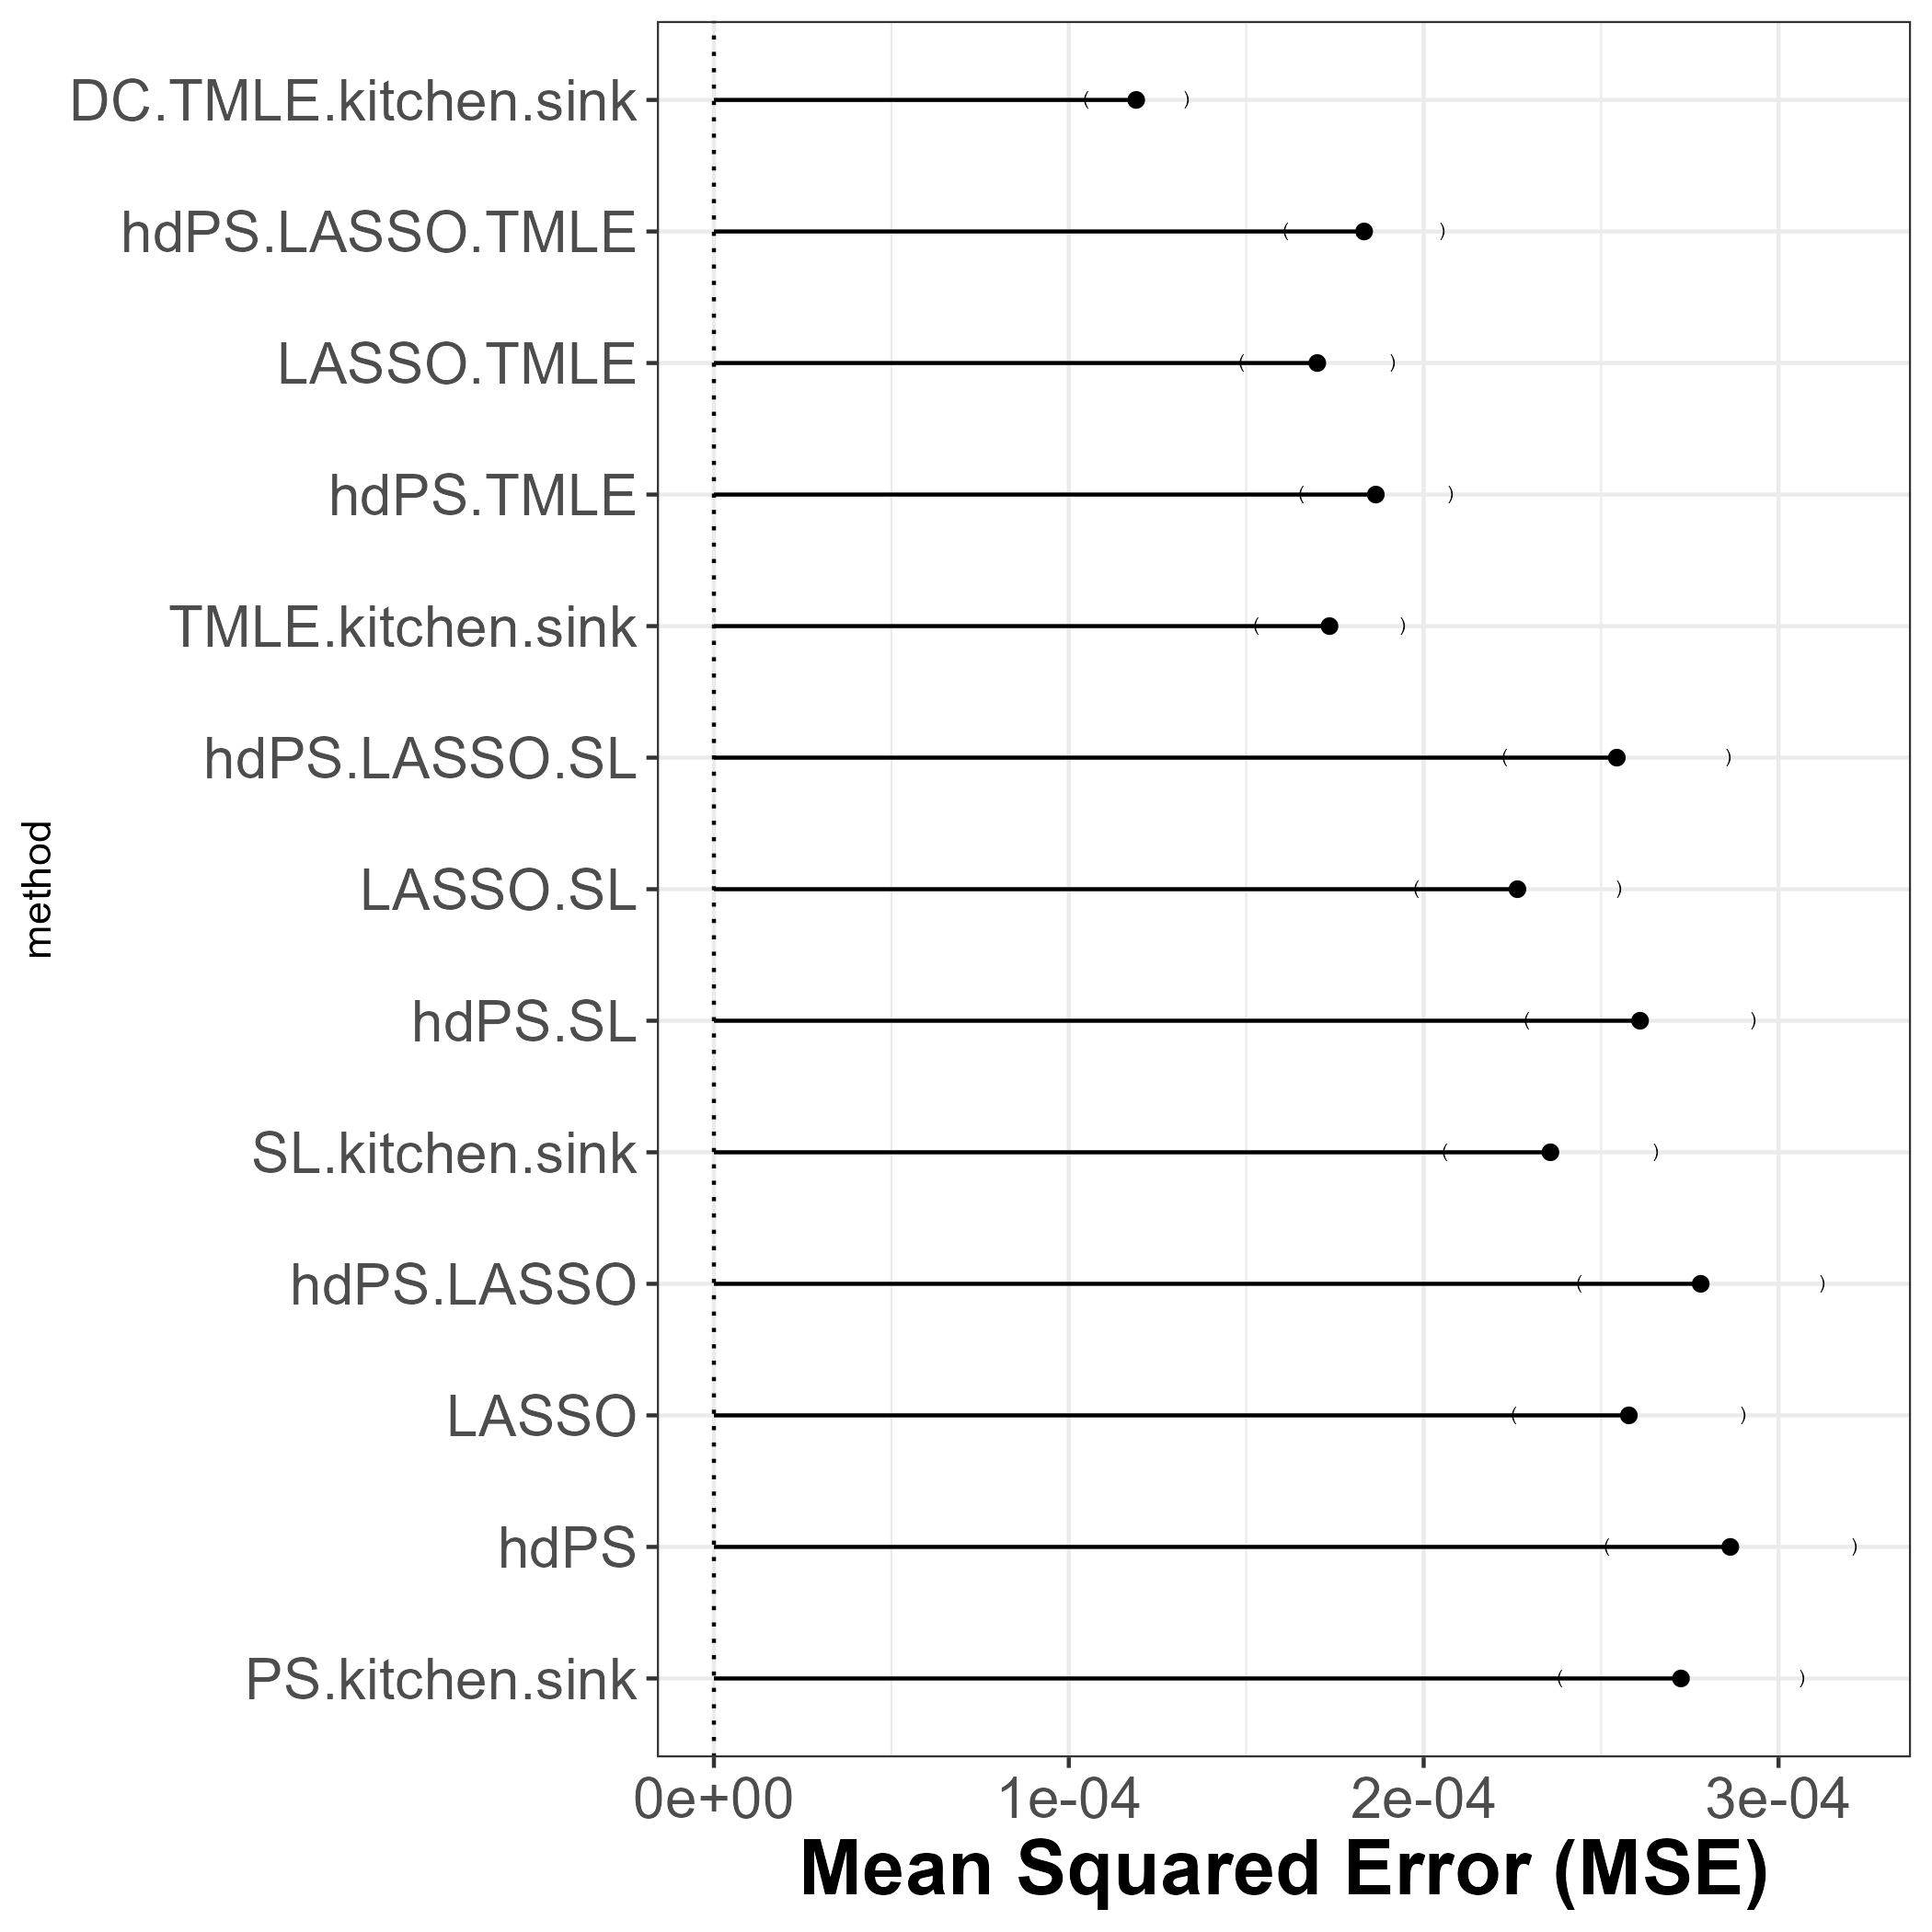 DC.TMLE.kitchen.sink
hdPS.LASSO.TMLE
LASSO.TMLE
hdPS.TMLE
TMLE.kitchen.sink
hdPS.LASSO.SL
LASSO.SL
hdPS.SL
SL.kitchen.sink
hdPS.LASSO
LASSO
hdPS
PS.kitchen.sink
method
0e+00 1e-04 2e-04 3e-04
Mean Squared Error (MSE)